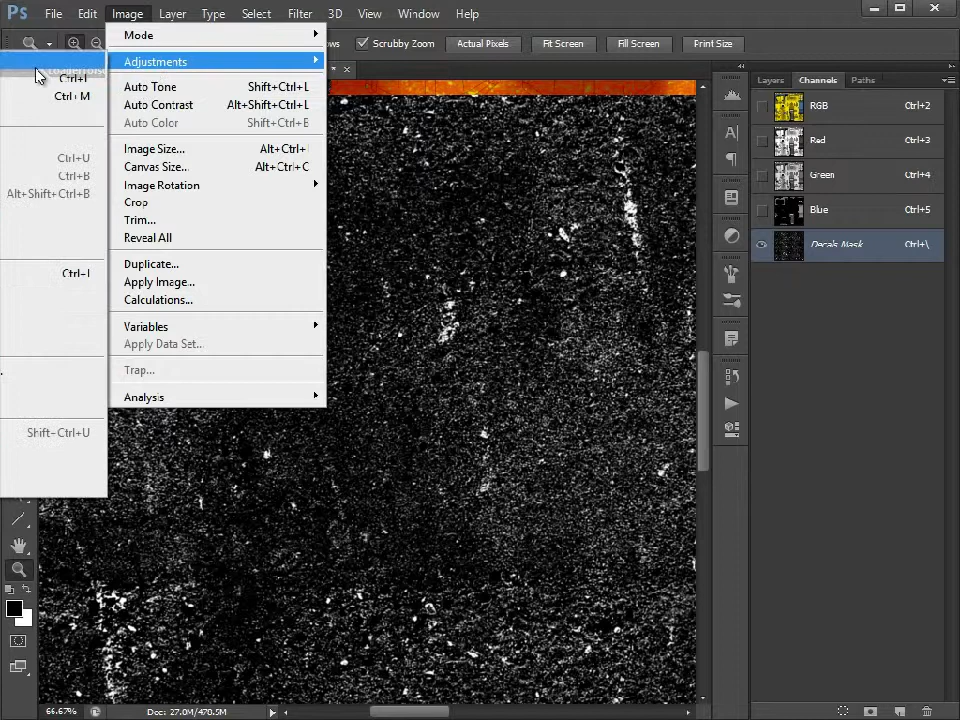 Ps File Edit Image Layer Type Select Filter 3D View Window Help
Scrubby Zoom Actual Pixels Fit Screen Fill Screen Print Size
Mode
Adjustments
Auto Tone Shift+Ctrl+L
Auto Contrast Alt+Shift+Ctrl+L
Auto Color Shift+Ctrl+B
Image Size... Alt+Ctrl+I
Canvas Size... Alt+Ctrl+C
Image Rotation
Crop
Trim...
Reveal All
Duplicate...
Apply Image...
Calculations...
Variables
Apply Data Set...
Trap...
Analysis
Ctrl+L
Ctrl+M
Ctrl+U
Ctrl+B
Alt+Shift+Ctrl+B
Ctrl+I
Shift+Ctrl+U
Layers Channels Paths
RGB Ctrl+2
Red Ctrl+3
Green Ctrl+4
Blue Ctrl+5
Decals Mask Ctrl+\
66.67% Doc: 27.0M/478.5M